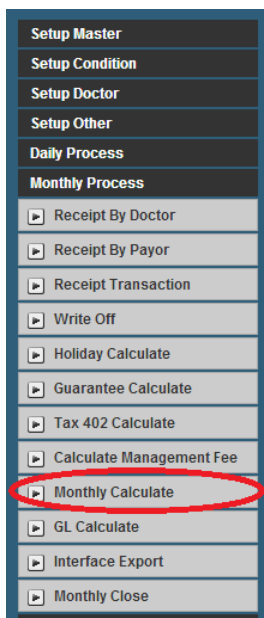 Setup Master
Setup Condition
Setup Doctor
Setup Other
Daily Process
Monthly Process
Receipt By Doctor
Receipt By Payor
Receipt Transaction
Write Off
Holiday Calculate
Guarantee Calculate
Tax 402 Calculate
Calculate Management Fee
Monthly Calculate
GL Calculate
Interface Export
Monthly Close